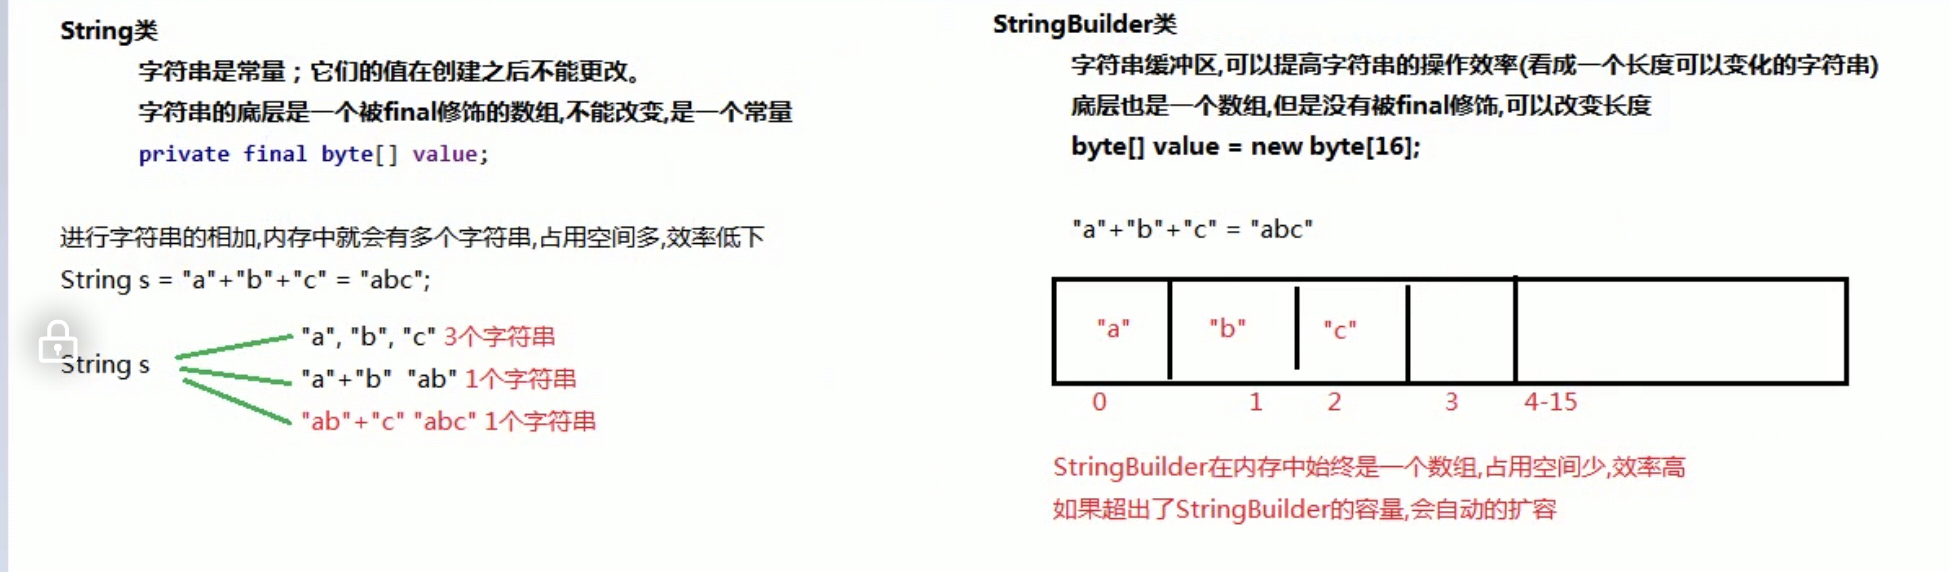 String类
字符串是常量；它们的值在创建之后不能更改。
字符串的底层是一个被final修饰的数组,不能改变,是一个常量
private final byte[] value;
进行字符串的相加,内存中就会有多个字符串,占用空间多,效率低下
String s = "a"+"b"+"c" = "abc";
String s
"a", "b", "c" 3个字符串
"a"+"b" "ab" 1个字符串
"ab"+"c" "abc" 1个字符串
StringBuilder类
字符串缓冲区,可以提高字符串的操作效率(看成一个长度可以变化的字符串)
底层也是一个数组,但是没有被final修饰,可以改变长度
byte[] value = new byte[16];
"a"+"b"+"c" = "abc"
"a" "b" "c"
0 1 2 3 4-15
StringBuilder在内存中始终是一个数组,占用空间少,效率高
如果超出了StringBuilder的容量,会自动的扩容